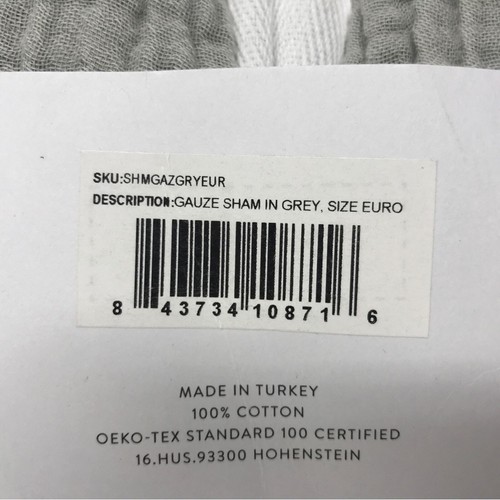 SKU:SHMGAZGRYEUR
DESCRIPTION:GAUZE SHAM IN GREY, SIZE EURO
8 43734 10871 6
MADE IN TURKEY
100% COTTON
OEKO-TEX STANDARD 100 CERTIFIED
16.HUS.93300 HOHENSTEIN